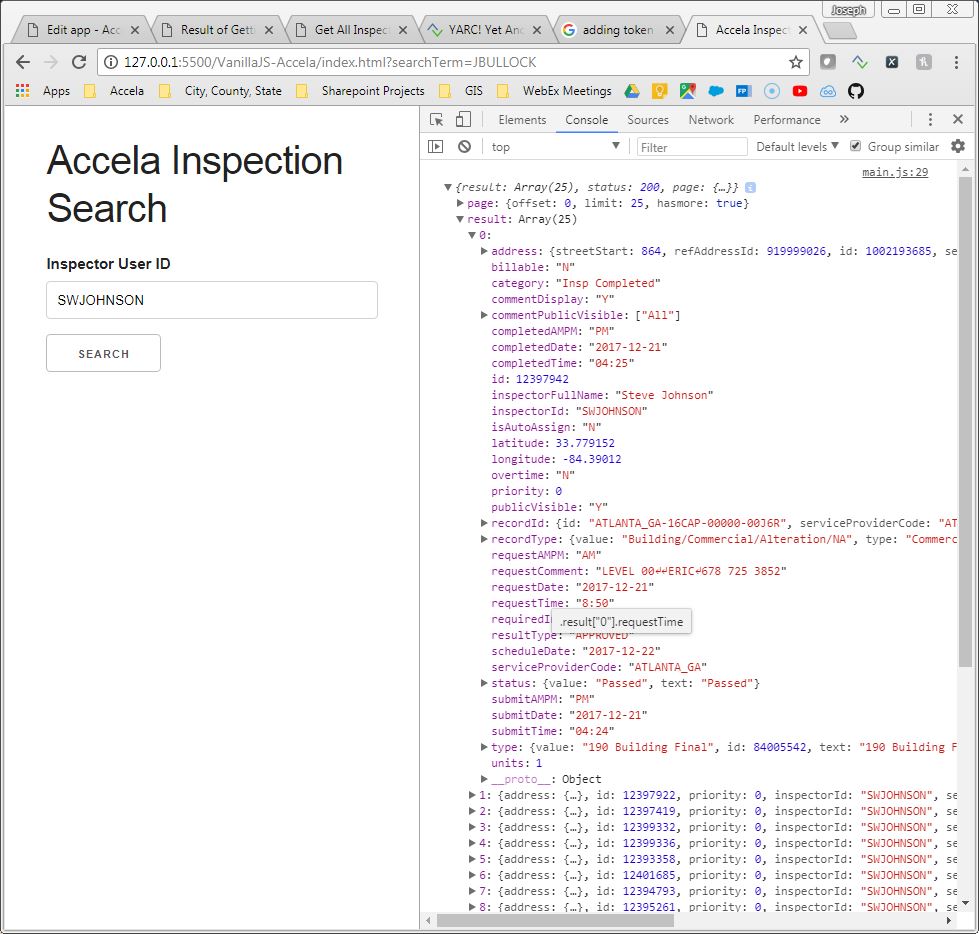 Joseph
Edit app - Acc
Result of Getti
Get All Inspect
YARC! Yet Ano
adding token
Accela Inspect
127.0.0.1:5500/VanillaJS-Accela/index.html?searchTerm=JBULLOCK
Apps Accela City, County, State Sharepoint Projects GIS WebEx Meetings
Accela Inspection
Search
Inspector User ID
SWJOHNSON
SEARCH
Elements Console Sources Network Performance »
top Filter Default levels Group similar
main.js:29
{result: Array(25), status: 200, page: {…}}
page: {offset: 0, limit: 25, hasmore: true}
result: Array(25)
0:
address: {streetStart: 864, refAddressId: 919999026, id: 1002193685, se
billable: "N"
category: "Insp Completed"
commentDisplay: "Y"
commentPublicVisible: ["All"]
completedAMPM: "PM"
completedDate: "2017-12-21"
completedTime: "04:25"
id: 12397942
inspectorFullName: "Steve Johnson"
inspectorId: "SWJOHNSON"
isAutoAssign: "N"
latitude: 33.779152
longitude: -84.39012
overtime: "N"
priority: 0
publicVisible: "Y"
recordId: {id: "ATLANTA_GA-16CAP-00000-00J6R", serviceProviderCode: "AT
recordType: {value: "Building/Commercial/Alteration/NA", type: "Commerc
requestAMPM: "AM"
requestComment: "LEVEL 00↵↵ERIC↵678 725 3852"
requestDate: "2017-12-21"
requestTime: "8:50"
requiredI
.result["0"].requestTime
resultType: "APPROVED"
scheduleDate: "2017-12-22"
serviceProviderCode: "ATLANTA_GA"
status: {value: "Passed", text: "Passed"}
submitAMPM: "PM"
submitDate: "2017-12-21"
submitTime: "04:24"
type: {value: "190 Building Final", id: 84005542, text: "190 Building F
units: 1
__proto__: Object
1: {address: {…}, id: 12397922, priority: 0, inspectorId: "SWJOHNSON", se
2: {address: {…}, id: 12397419, priority: 0, inspectorId: "SWJOHNSON", se
3: {address: {…}, id: 12399332, priority: 0, inspectorId: "SWJOHNSON", se
4: {address: {…}, id: 12399336, priority: 0, inspectorId: "SWJOHNSON", se
5: {address: {…}, id: 12393358, priority: 0, inspectorId: "SWJOHNSON", se
6: {address: {…}, id: 12401685, priority: 0, inspectorId: "SWJOHNSON", se
7: {address: {…}, id: 12394793, priority: 0, inspectorId: "SWJOHNSON", se
8: {address: {…}, id: 12395261, priority: 0, inspectorId: "SWJOHNSON", se